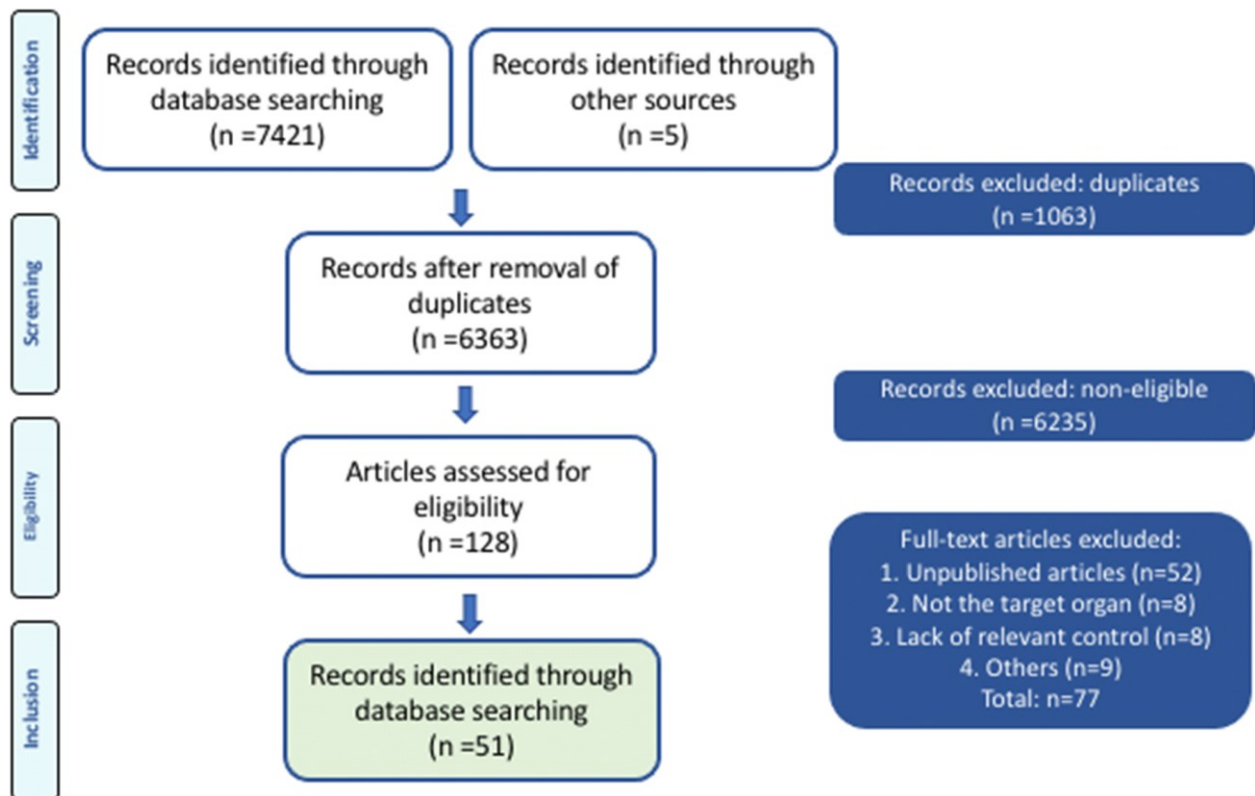 Identification
Records identified through
database searching
(n =7421)
Records identified through
other sources
(n =5)
Records excluded: duplicates
(n =1063)
Screening
Records after removal of
duplicates
(n =6363)
Records excluded: non-eligible
(n =6235)
Eligibility
Articles assessed for
eligibility
(n =128)
Full-text articles excluded:
1. Unpublished articles (n=52)
2. Not the target organ (n=8)
3. Lack of relevant control (n=8)
4. Others (n=9)
Total: n=77
Inclusion
Records identified through
database searching
(n =51)